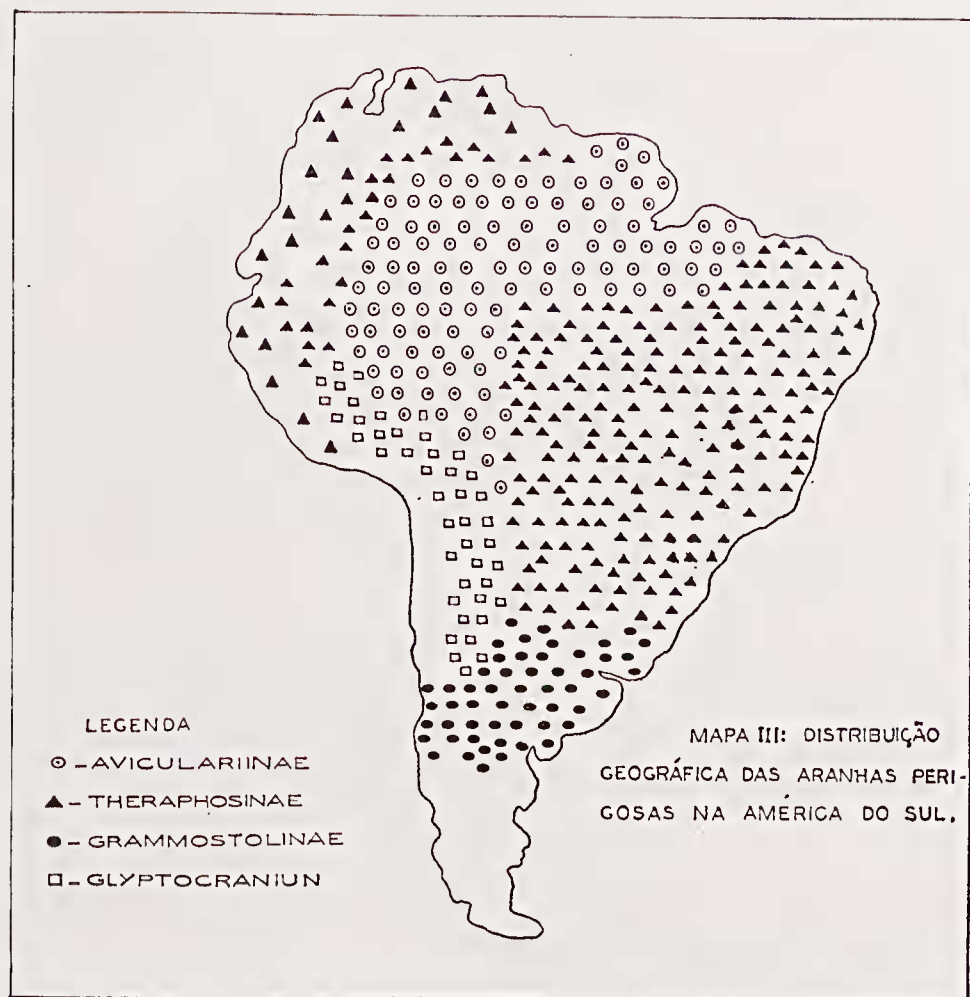 LEGENDA
⊙ - AVICULARIINAE
▲ - THERAPHOSINAE
● - GRAMMOSTOLINAE
□ - GLYPTOCRANIUN
MAPA III: DISTRIBUIÇÃO
GEOGRÁFICA DAS ARANHAS PERI-
GOSAS NA AMÉRICA DO SUL.